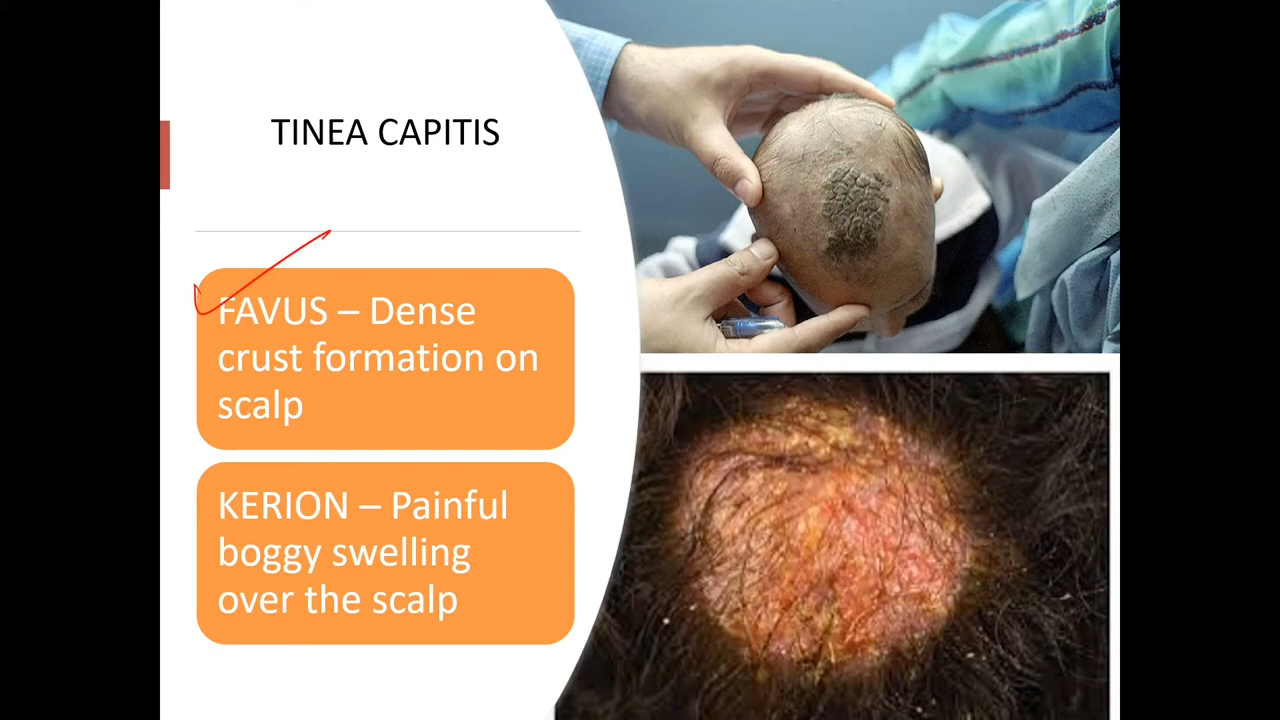 TINEA CAPITIS
FAVUS – Dense
crust formation on
scalp
KERION – Painful
boggy swelling
over the scalp